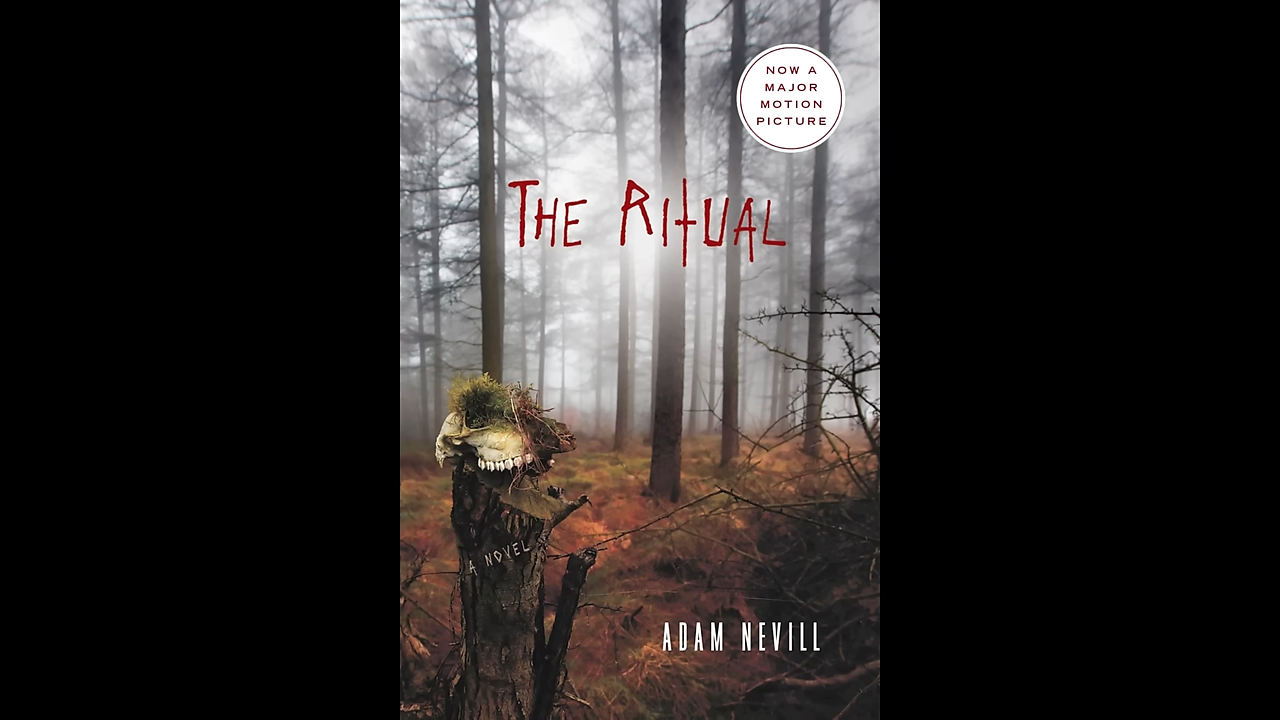 NOW A
MAJOR
MOTION
PICTURE
THE RITUAL
A NOVEL
ADAM NEVILL